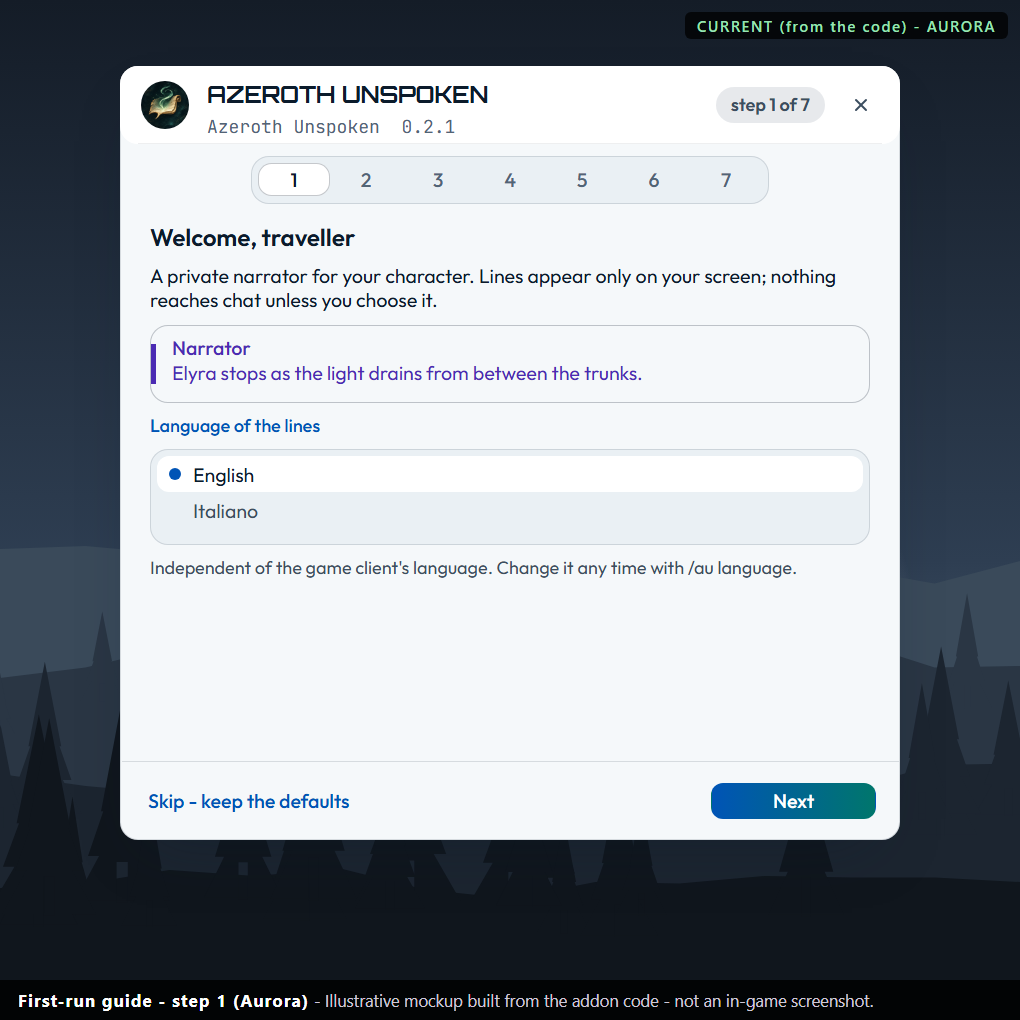 CURRENT (from the code) - AURORA
AZEROTH UNSPOKEN
Azeroth Unspoken 0.2.1
step 1 of 7
1 2 3 4 5 6 7
Welcome, traveller
A private narrator for your character. Lines appear only on your screen; nothing
reaches chat unless you choose it.
Narrator
Elyra stops as the light drains from between the trunks.
Language of the lines
English
Italiano
Independent of the game client's language. Change it any time with /au language.
Skip - keep the defaults
Next
First-run guide - step 1 (Aurora) - Illustrative mockup built from the addon code - not an in-game screenshot.